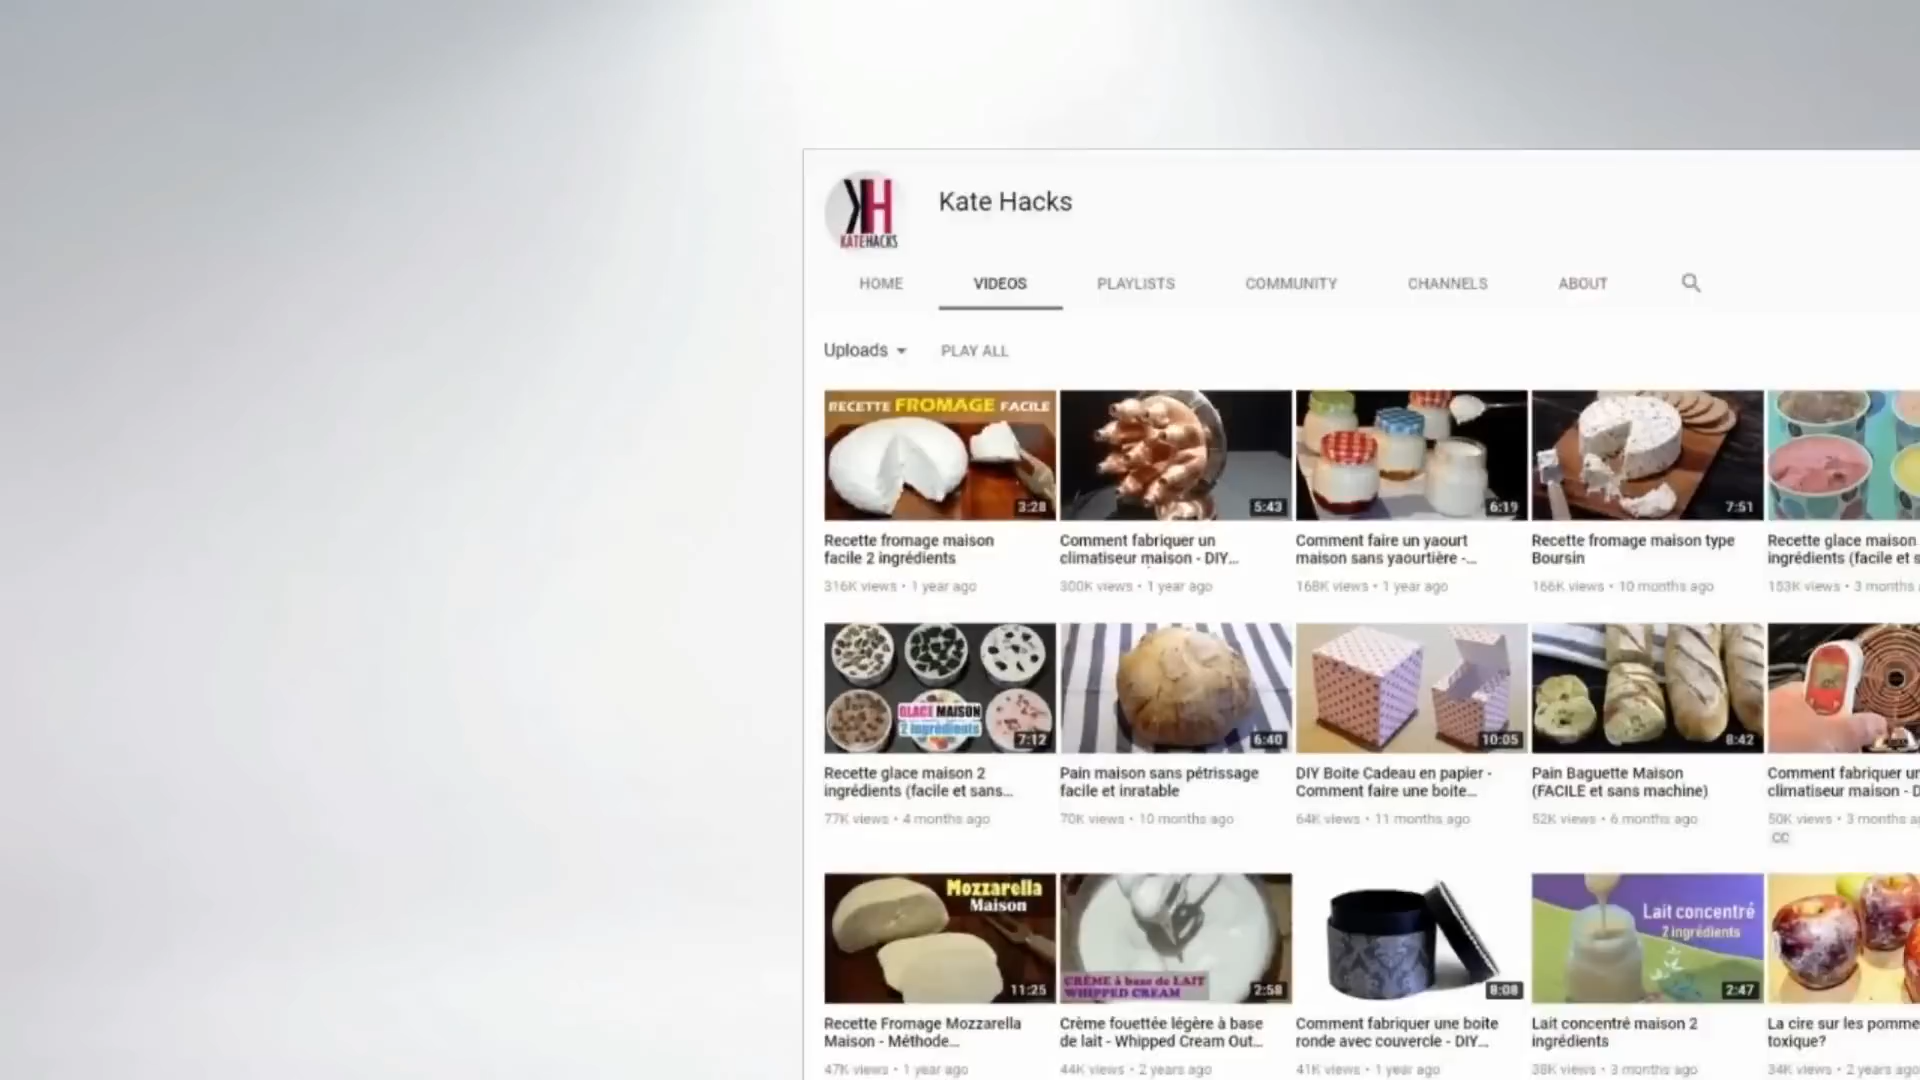 KH
KATEHACKS
Kate Hacks
HOME VIDEOS PLAYLISTS COMMUNITY CHANNELS ABOUT
Uploads PLAY ALL
RECETTE FROMAGE FACILE
3:28 5:43 6:19 7:51
Recette fromage maison
facile 2 ingrédients
316K views • 1 year ago
Comment fabriquer un
climatiseur maison - DIY...
300K views • 1 year ago
Comment faire un yaourt
maison sans yaourtière -...
168K views • 1 year ago
Recette fromage maison type
Boursin
166K views • 10 months ago
Recette glace maison
ingrédients (facile et s
153K views • 3 months
GLACE MAISON
2 ingrédients
7:12 6:40 10:05 8:42
Recette glace maison 2
ingrédients (facile et sans...
77K views • 4 months ago
Pain maison sans pétrissage
facile et inratable
70K views • 10 months ago
DIY Boite Cadeau en papier -
Comment faire une boite...
64K views • 11 months ago
Pain Baguette Maison
(FACILE et sans machine)
52K views • 6 months ago
Comment fabriquer un
climatiseur maison - D
50K views • 3 months ag
CC
Mozzarella
Maison
11:25
CRÈME à base de LAIT
WHIPPED CREAM
2:58
8:08
Lait concentré
2 ingrédients
2:47
Recette Fromage Mozzarella
Maison - Méthode...
47K views • 1 year ago
Crème fouettée légère à base
de lait - Whipped Cream Out...
44K views • 2 years ago
Comment fabriquer une boite
ronde avec couvercle - DIY...
41K views • 1 year ago
Lait concentré maison 2
ingrédients
38K views • 3 months ago
La cire sur les pomme
toxique?
34K views • 2 years ago